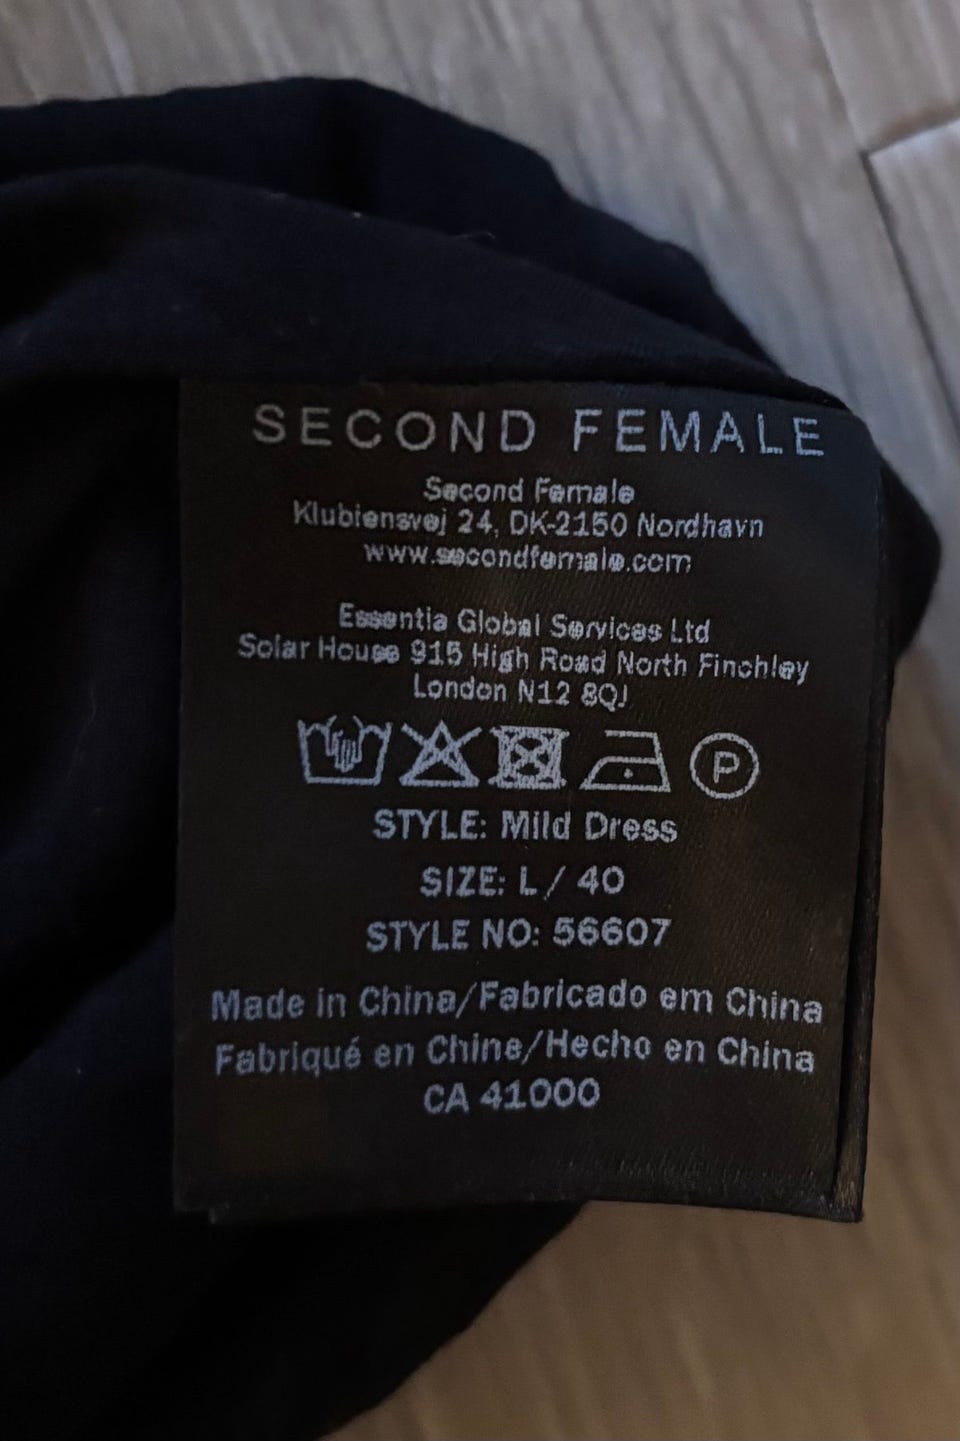 SECOND FEMALE
Second Female
Klubiensvej 24, DK-2150 Nordhavn
www.secondfemale.com
Essentia Global Services Ltd
Solar House 915 High Road North Finchley
London N12 8QJ
P
STYLE: Mild Dress
SIZE: L / 40
STYLE NO: 56607
Made in China/Fabricado em China
Fabriqué en Chine/Hecho en China
CA 41000